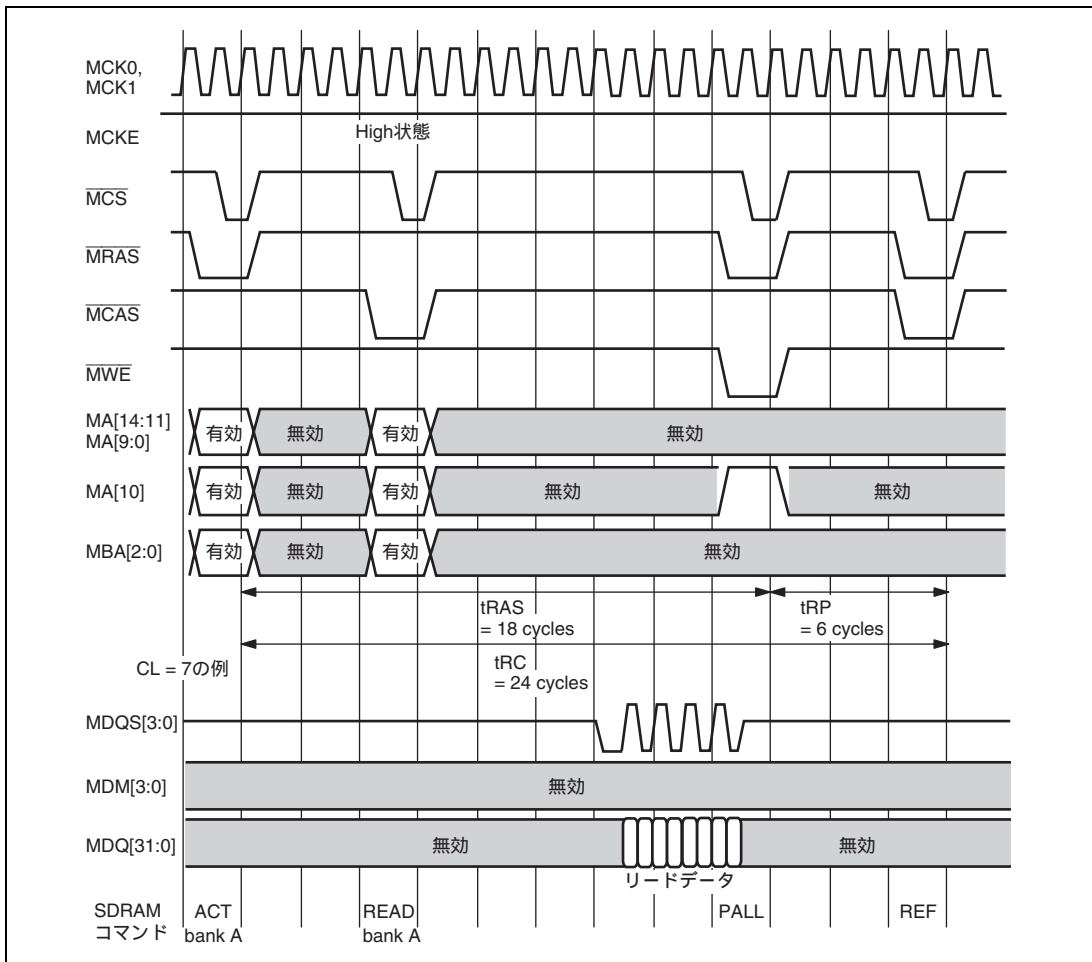 MCK0,
MCK1
MCKE
High状態
MCS
MRAS
MCAS
MWE
MA[14:11]
MA[9:0]
有効 無効 有効 無効
MA[10]
有効 無効 有効 無効 無効
MBA[2:0]
有効 無効 有効 無効
tRAS
= 18 cycles
tRP
= 6 cycles
CL = 7の例
tRC
= 24 cycles
MDQS[3:0]
MDM[3:0]
無効
MDQ[31:0]
無効 無効
リードデータ
SDRAM
コマンド
ACT
bank A
READ
bank A
PALL
REF